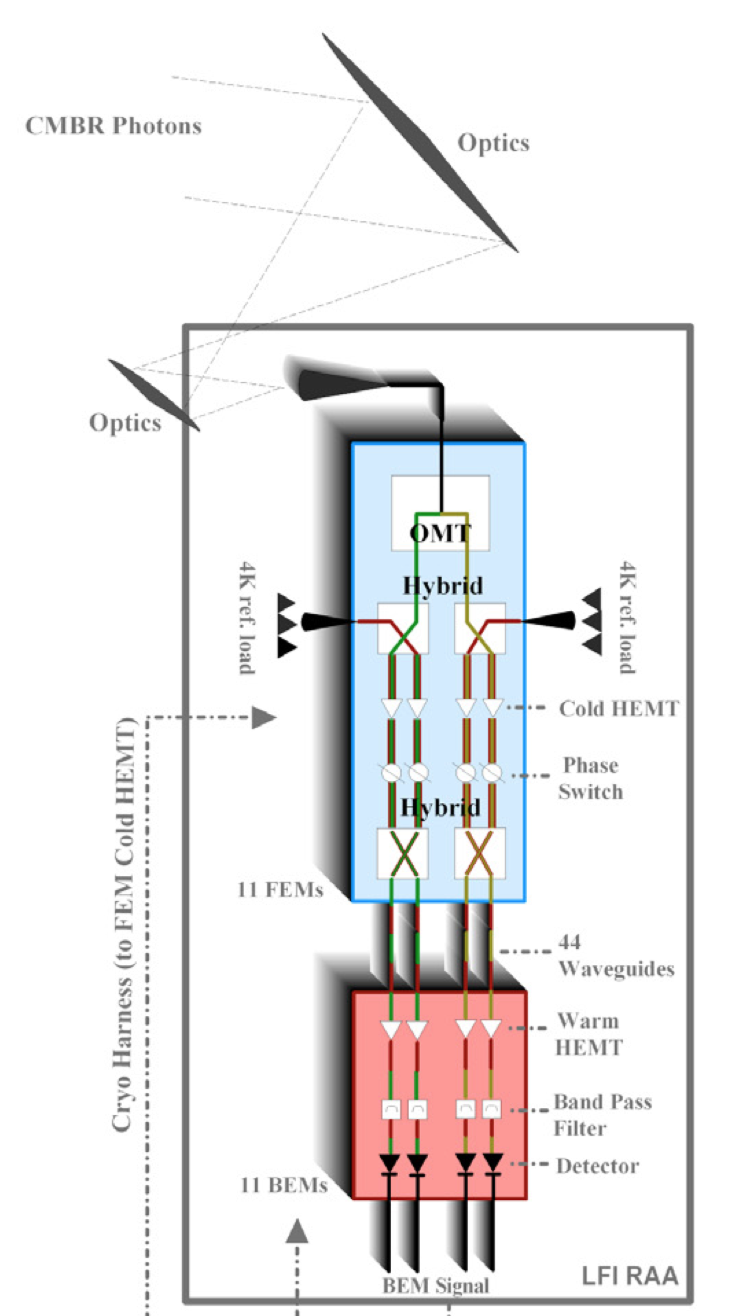 CMBR Photons
Optics
Optics
OMT
Hybrid
4K ref. load
4K ref. load
Cold HEMT
Phase
Switch
Hybrid
11 FEMs
Cryo Harness (to FEM Cold HEMT)
44
Waveguides
Warm
HEMT
Band Pass
Filter
Detector
11 BEMs
BEM Signal
LFI RAA